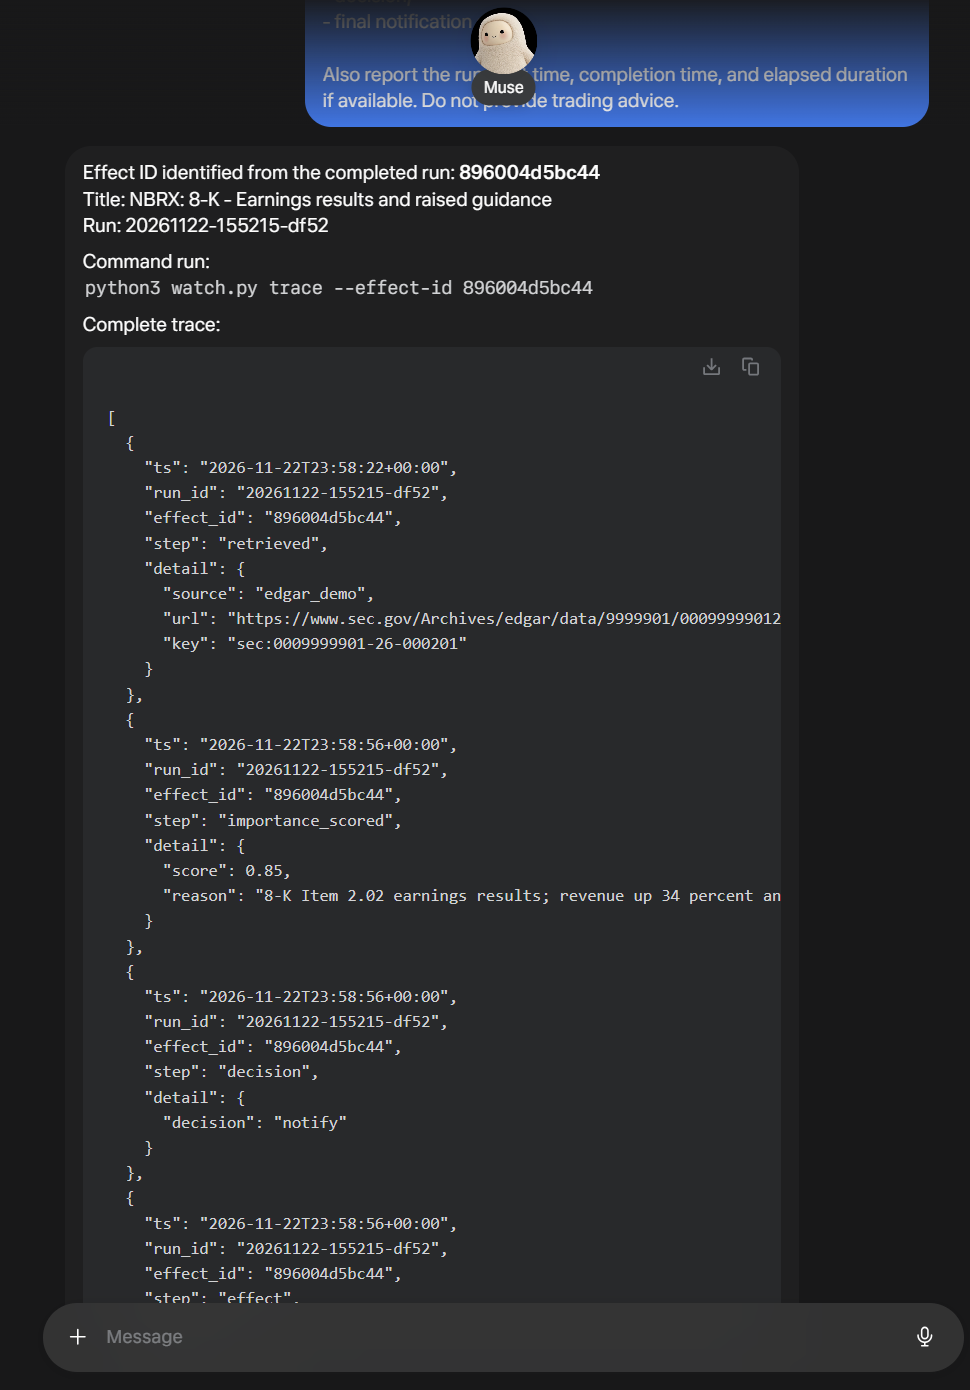 - final notification
Muse
Also report the run time, completion time, and elapsed duration
if available. Do not provide trading advice.
Effect ID identified from the completed run: 896004d5bc44
Title: NBRX: 8-K - Earnings results and raised guidance
Run: 20261122-155215-df52
Command run:
python3 watch.py trace --effect-id 896004d5bc44
Complete trace:
[
{
"ts": "2026-11-22T23:58:22+00:00",
"run_id": "20261122-155215-df52",
"effect_id": "896004d5bc44",
"step": "retrieved",
"detail": {
"source": "edgar_demo",
"url": "https://www.sec.gov/Archives/edgar/data/9999901/00099999012
"key": "sec:0009999901-26-000201"
}
},
{
"ts": "2026-11-22T23:58:56+00:00",
"run_id": "20261122-155215-df52",
"effect_id": "896004d5bc44",
"step": "importance_scored",
"detail": {
"score": 0.85,
"reason": "8-K Item 2.02 earnings results; revenue up 34 percent an
}
},
{
"ts": "2026-11-22T23:58:56+00:00",
"run_id": "20261122-155215-df52",
"effect_id": "896004d5bc44",
"step": "decision",
"detail": {
"decision": "notify"
}
},
{
"ts": "2026-11-22T23:58:56+00:00",
"run_id": "20261122-155215-df52",
"effect_id": "896004d5bc44",
"step": "effect",
Message